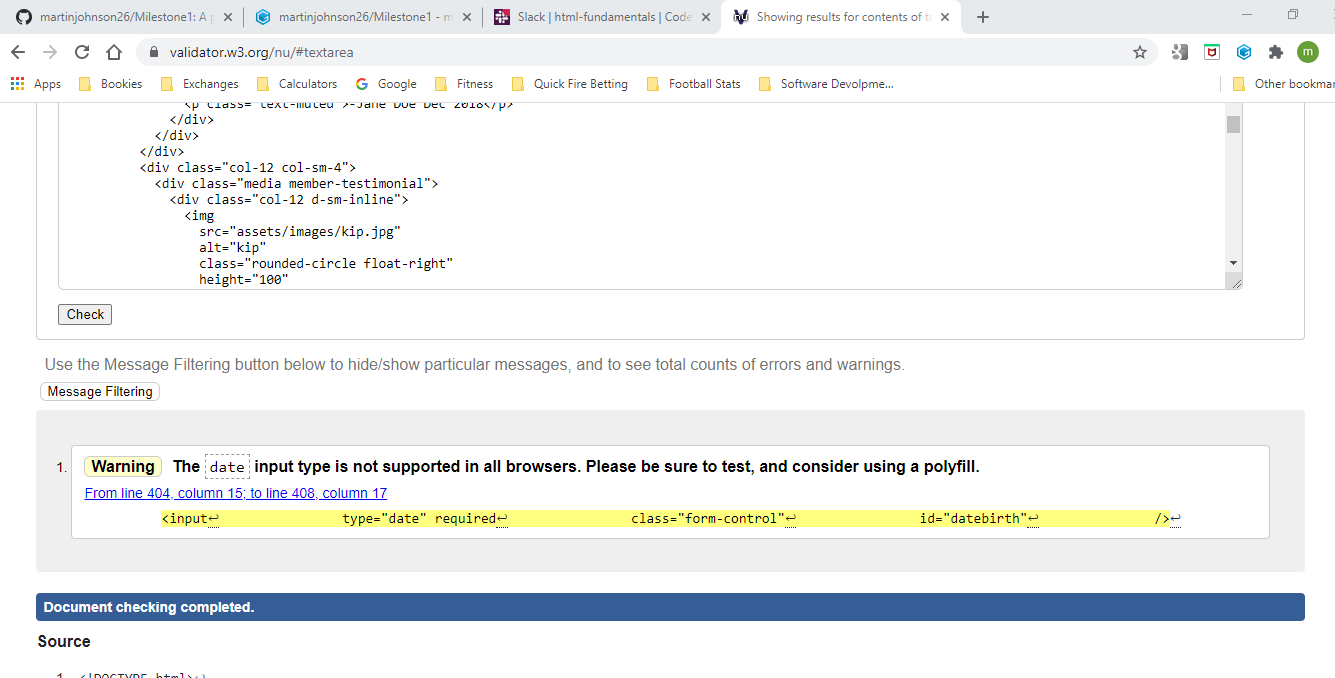 martinjohnson26/Milestone1: A p
martinjohnson26/Milestone1 - m
Slack | html-fundamentals | Code
Showing results for contents of t
validator.w3.org/nu/#textarea
m
Apps
Bookies
Exchanges
Calculators
Google
Fitness
Quick Fire Betting
Football Stats
Software Devolpme...
Other bookmar
<p class="text-muted">-Jane Doe Dec 2018</p>
</div>
</div>
</div>
<div class="col-12 col-sm-4">
<div class="media member-testimonial">
<div class="col-12 d-sm-inline">
<img
src="assets/images/kip.jpg"
alt="kip"
class="rounded-circle float-right"
height="100"
Check
Use the Message Filtering button below to hide/show particular messages, and to see total counts of errors and warnings.
Message Filtering
1. Warning The date input type is not supported in all browsers. Please be sure to test, and consider using a polyfill.
From line 404, column 15; to line 408, column 17
<input↩ type="date" required↩ class="form-control"↩ id="datebirth"↩ />↩
Document checking completed.
Source
1. <!DOCTYPE html>↩